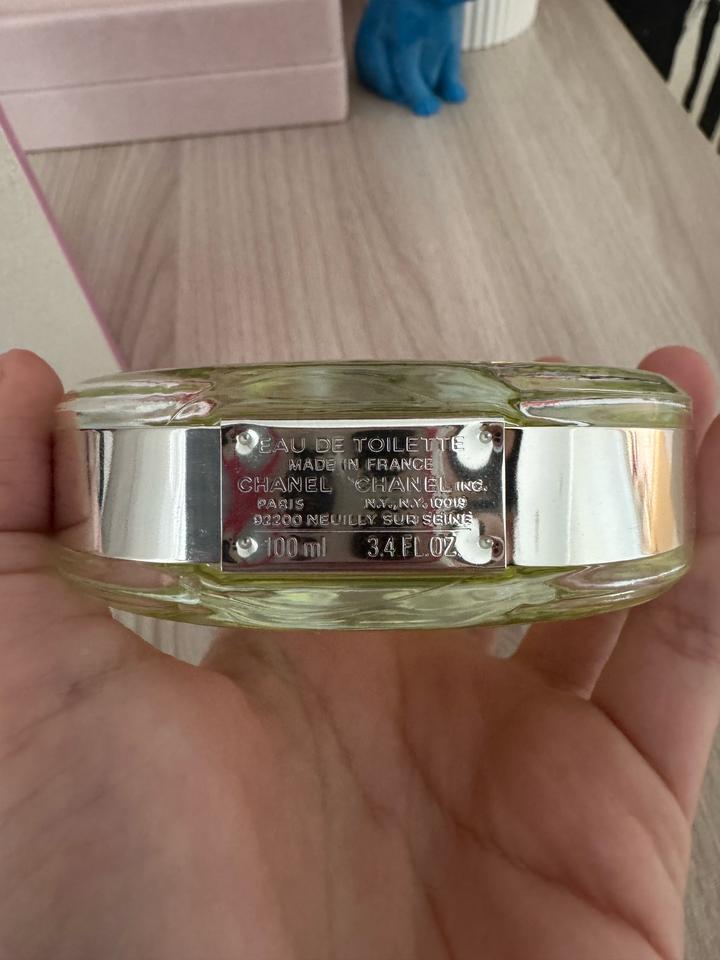 EAU DE TOILETTE
MADE IN FRANCE
CHANEL CHANEL INC.
PARIS N.Y., N.Y. 10019
92200 NEUILLY SUR SEINE
100 ml 3.4 FL.OZ.